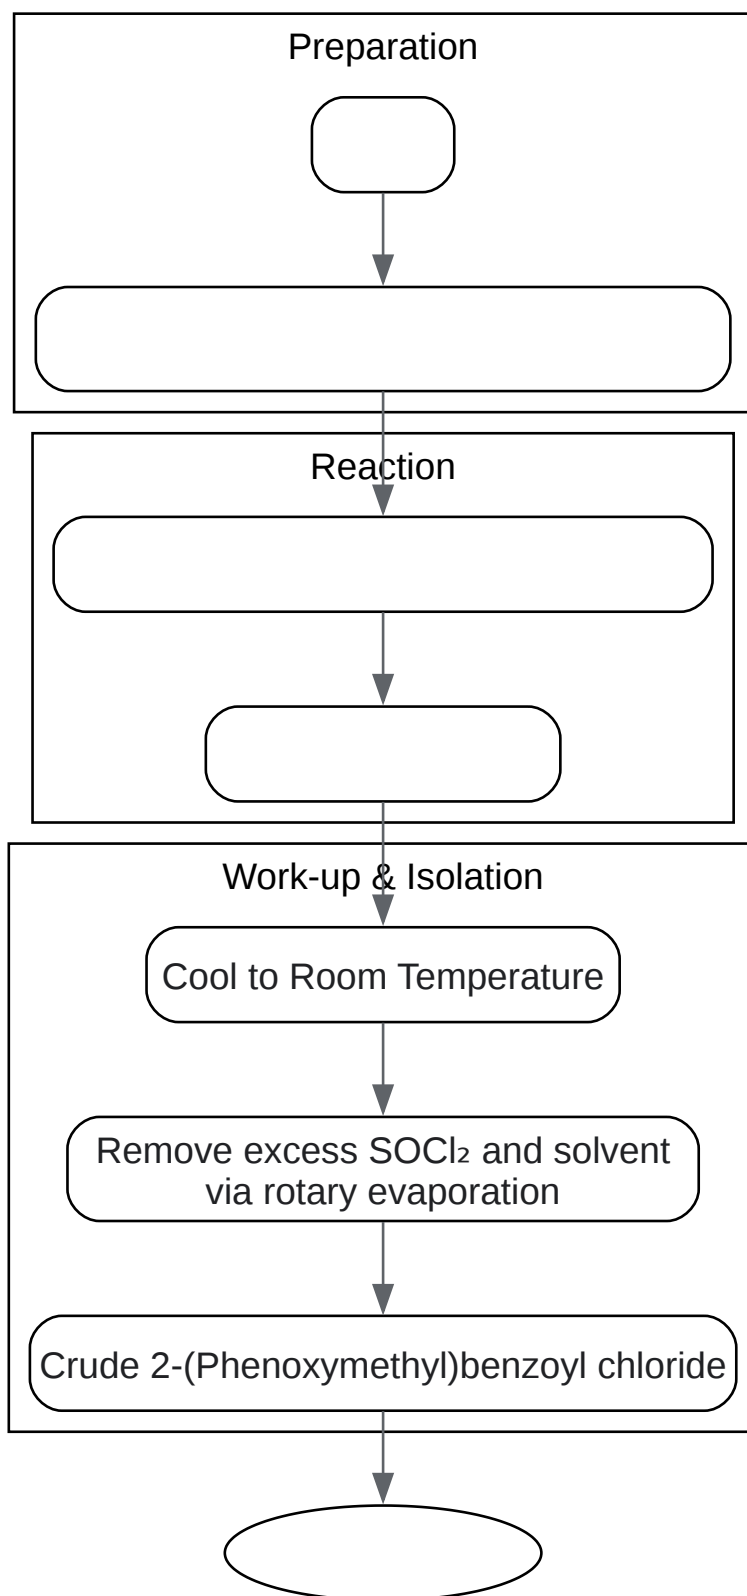 Preparation
Reaction
Work-up & Isolation
Cool to Room Temperature
Remove excess SOCl₂ and solvent
via rotary evaporation
Crude 2-(Phenoxymethyl)benzoyl chloride